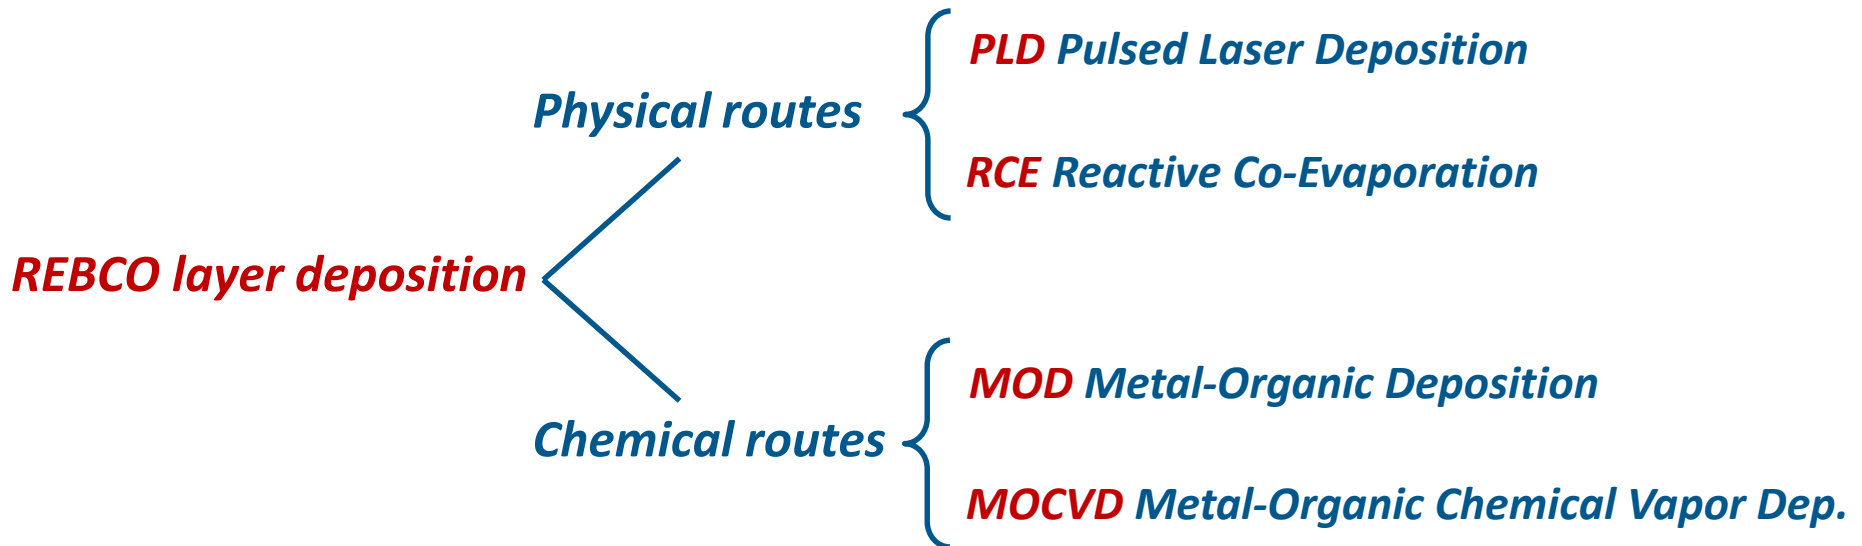 PLD Pulsed Laser Deposition
Physical routes
RCE Reactive Co-Evaporation
REBCO layer deposition
MOD Metal-Organic Deposition
Chemical routes
MOCVD Metal-Organic Chemical Vapor Dep.